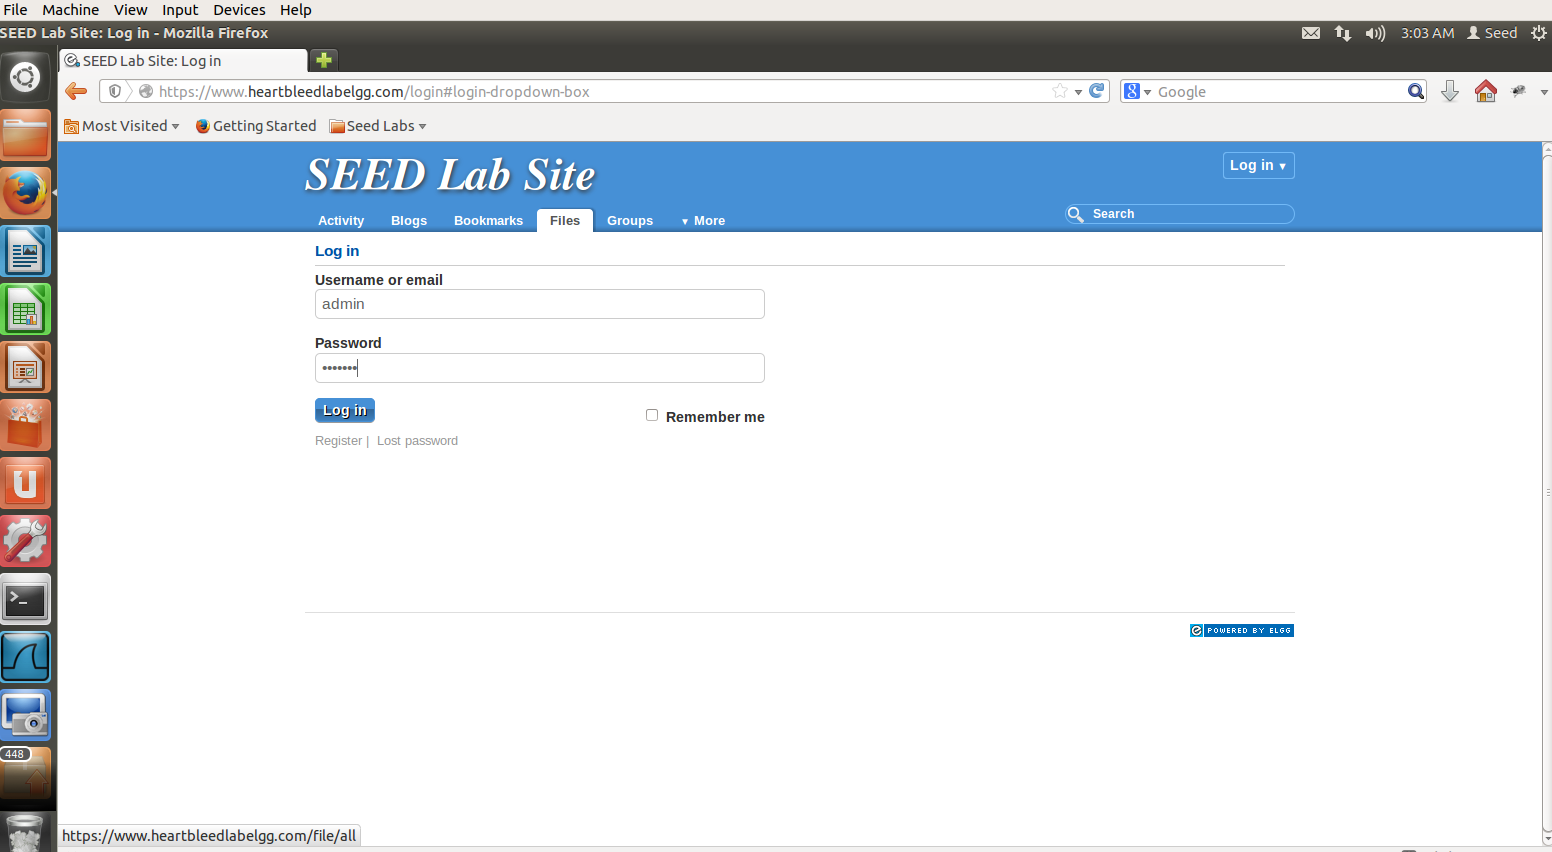 File Machine View Input Devices Help
SEED Lab Site: Log in - Mozilla Firefox 3:03 AM Seed
SEED Lab Site: Log in
https://www.heartbleedlabelgg.com/login#login-dropdown-box 8 Google
Most Visited Getting Started Seed Labs
SEED Lab Site Log in
Activity Blogs Bookmarks Files Groups More Search
Log in
Username or email
admin
Password
Log in Remember me
Register | Lost password
POWERED BY ELGG
448
https://www.heartbleedlabelgg.com/file/all